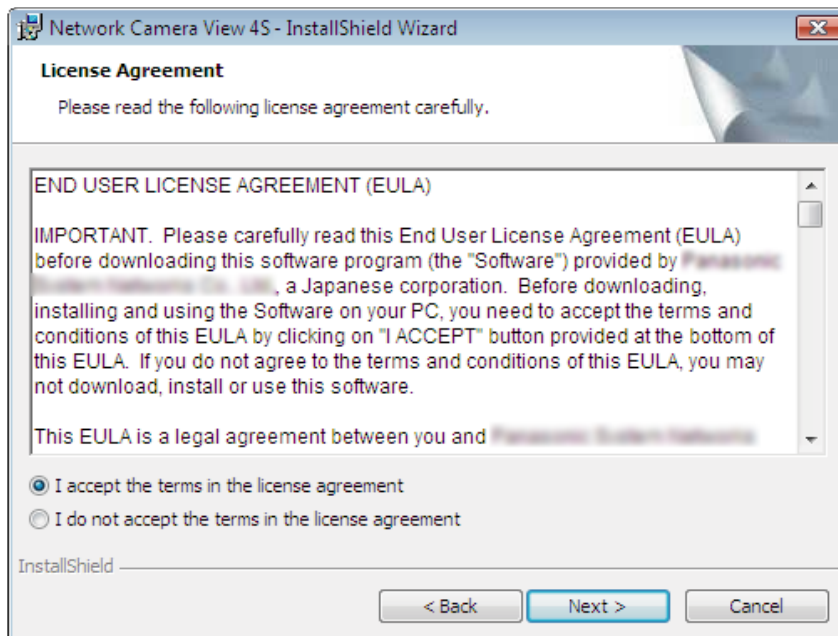 Network Camera View 4S - InstallShield Wizard
License Agreement
Please read the following license agreement carefully.
END USER LICENSE AGREEMENT (EULA)
IMPORTANT.  Please carefully read this End User License Agreement (EULA)
before downloading this software program (the "Software") provided by
, a Japanese corporation.  Before downloading,
installing and using the Software on your PC, you need to accept the terms and
conditions of this EULA by clicking on "I ACCEPT" button provided at the bottom of
this EULA.  If you do not agree to the terms and conditions of this EULA, you may
not download, install or use this software.
This EULA is a legal agreement between you and
I accept the terms in the license agreement
I do not accept the terms in the license agreement
InstallShield
< Back
Next >
Cancel